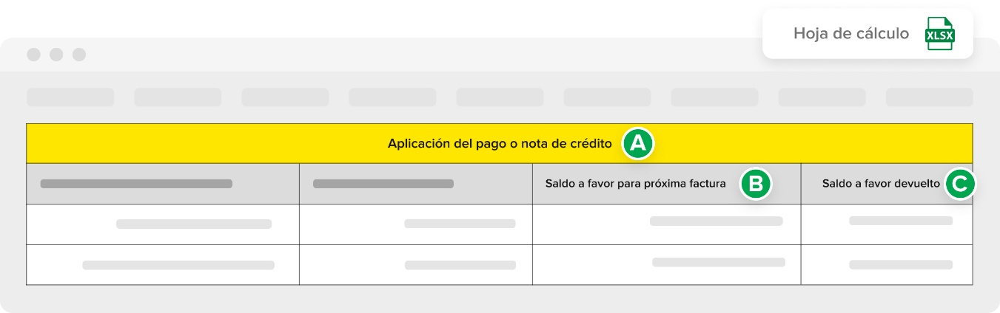 Hoja de cálculo XLSX
Aplicación del pago o nota de crédito A
Saldo a favor para próxima factura B Saldo a favor devuelto C